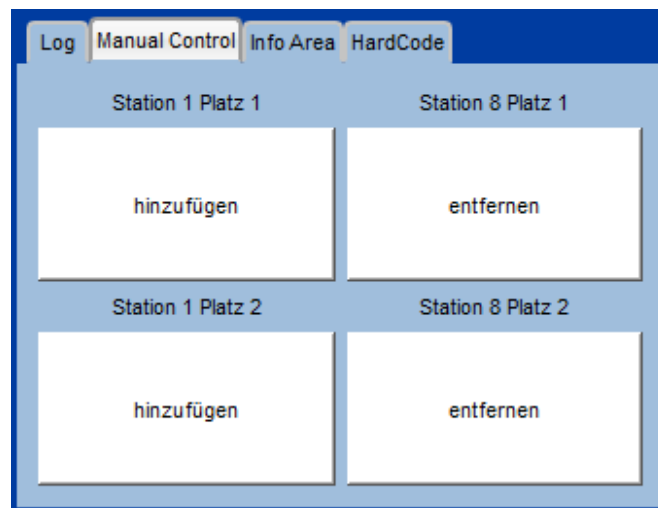 Log Manual Control Info Area HardCode
Station 1 Platz 1 Station 8 Platz 1
hinzufügen entfernen
Station 1 Platz 2 Station 8 Platz 2
hinzufügen entfernen